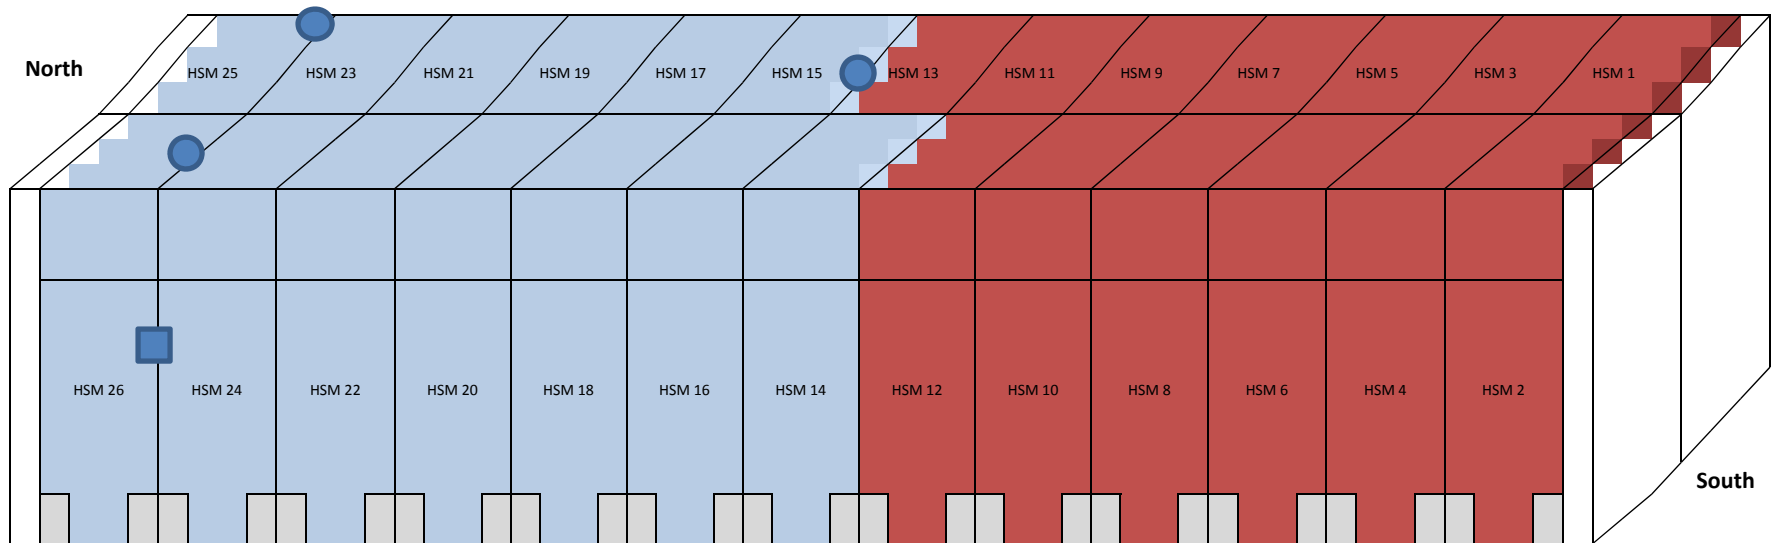 North
HSM 25
HSM 23
HSM 21
HSM 19
HSM 17
HSM 15
HSM 13
HSM 11
HSM 9
HSM 7
HSM 5
HSM 3
HSM 1
HSM 26
HSM 24
HSM 22
HSM 20
HSM 18
HSM 16
HSM 14
HSM 12
HSM 10
HSM 8
HSM 6
HSM 4
HSM 2
South